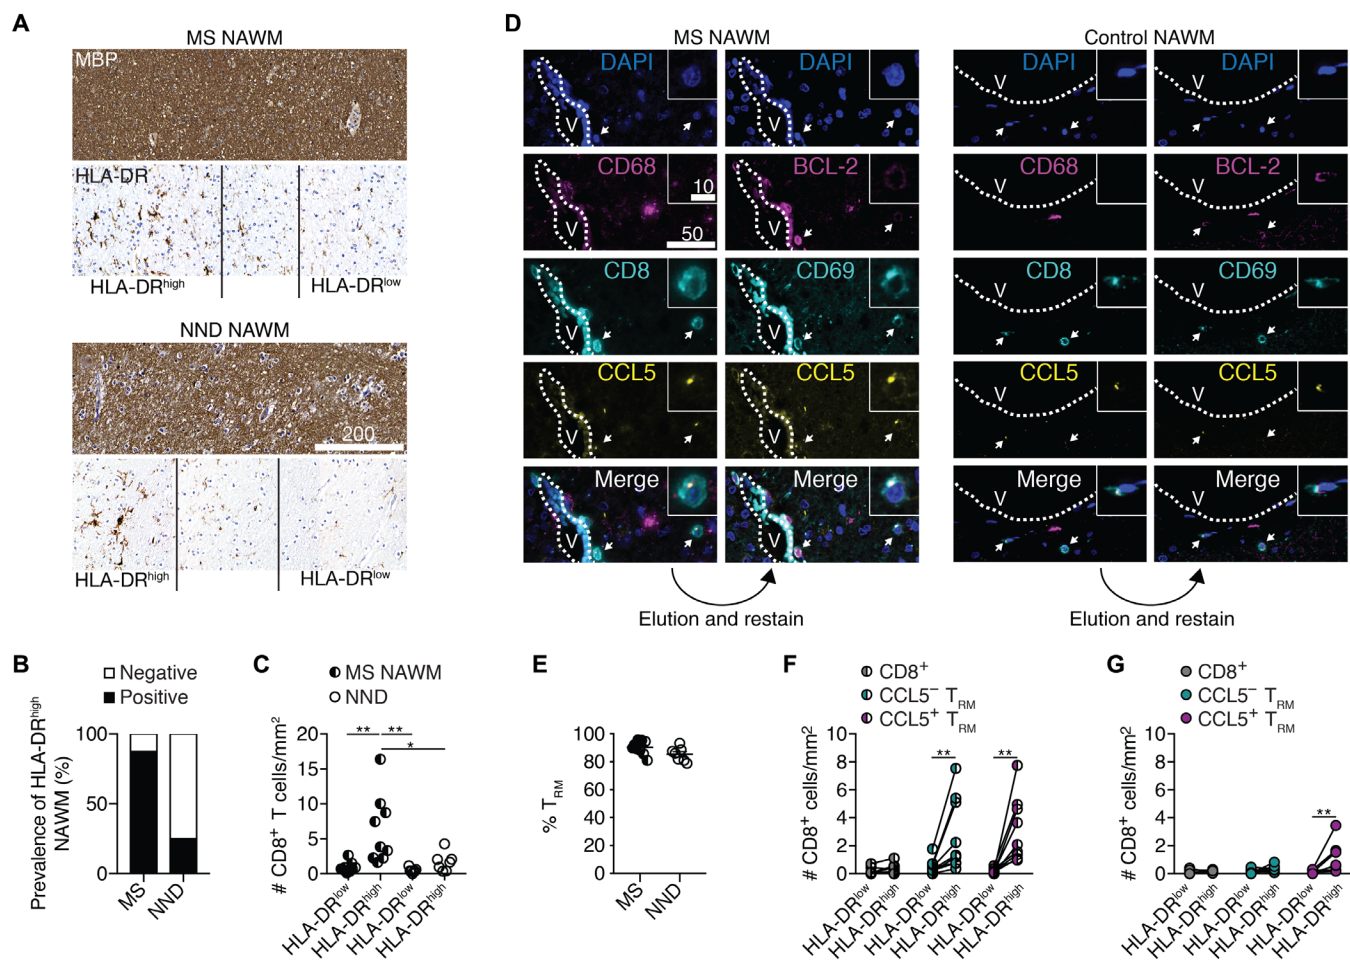 A
MS NAWM
MBP
HLA-DR
HLA-DRhigh
HLA-DRlow
NND NAWM
200
HLA-DRhigh
HLA-DRlow
D
MS NAWM
DAPI
DAPI
V
V
CD68
BCL-2
10
50
V
V
CD8
CD69
V
V
CCL5
CCL5
V
V
Merge
Merge
V
V
Elution and restain
Control NAWM
DAPI
DAPI
V
V
CD68
BCL-2
V
V
CD8
CD69
V
V
CCL5
CCL5
V
V
Merge
Merge
V
V
Elution and restain
B
Negative
Positive
Prevalence of HLA-DRhigh
NAWM (%)
100
50
0
MS
NND
C
MS NAWM
NND
# CD8+ T cells/mm2
20
15
10
5
0
** **
*
HLA-DRlow
HLA-DRhigh
HLA-DRlow
HLA-DRhigh
E
% TRM
100
80
60
40
20
0
MS
NND
F
CD8+
CCL5– TRM
CCL5+ TRM
# CD8+ cells/mm2
10
8
6
4
2
0
** **
HLA-DRlow
HLA-DRhigh
HLA-DRlow
HLA-DRhigh
HLA-DRlow
HLA-DRhigh
G
CD8+
CCL5– TRM
CCL5+ TRM
# CD8+ cells/mm2
10
8
6
4
2
0
**
HLA-DRlow
HLA-DRhigh
HLA-DRlow
HLA-DRhigh
HLA-DRlow
HLA-DRhigh